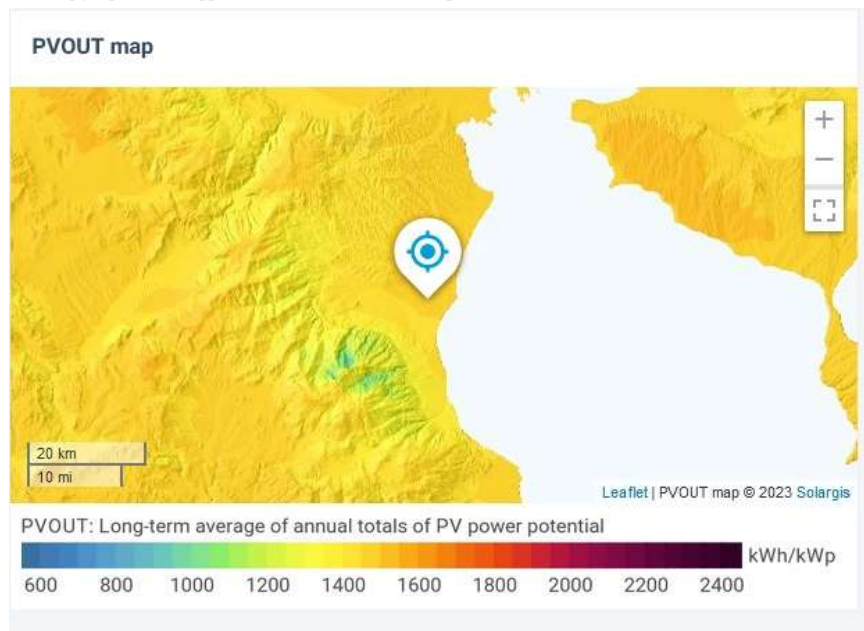 PVOUT map
+
−
20 km
10 mi
Leaflet | PVOUT map © 2023 Solargis
PVOUT: Long-term average of annual totals of PV power potential
kWh/kWp
600 800 1000 1200 1400 1600 1800 2000 2200 2400